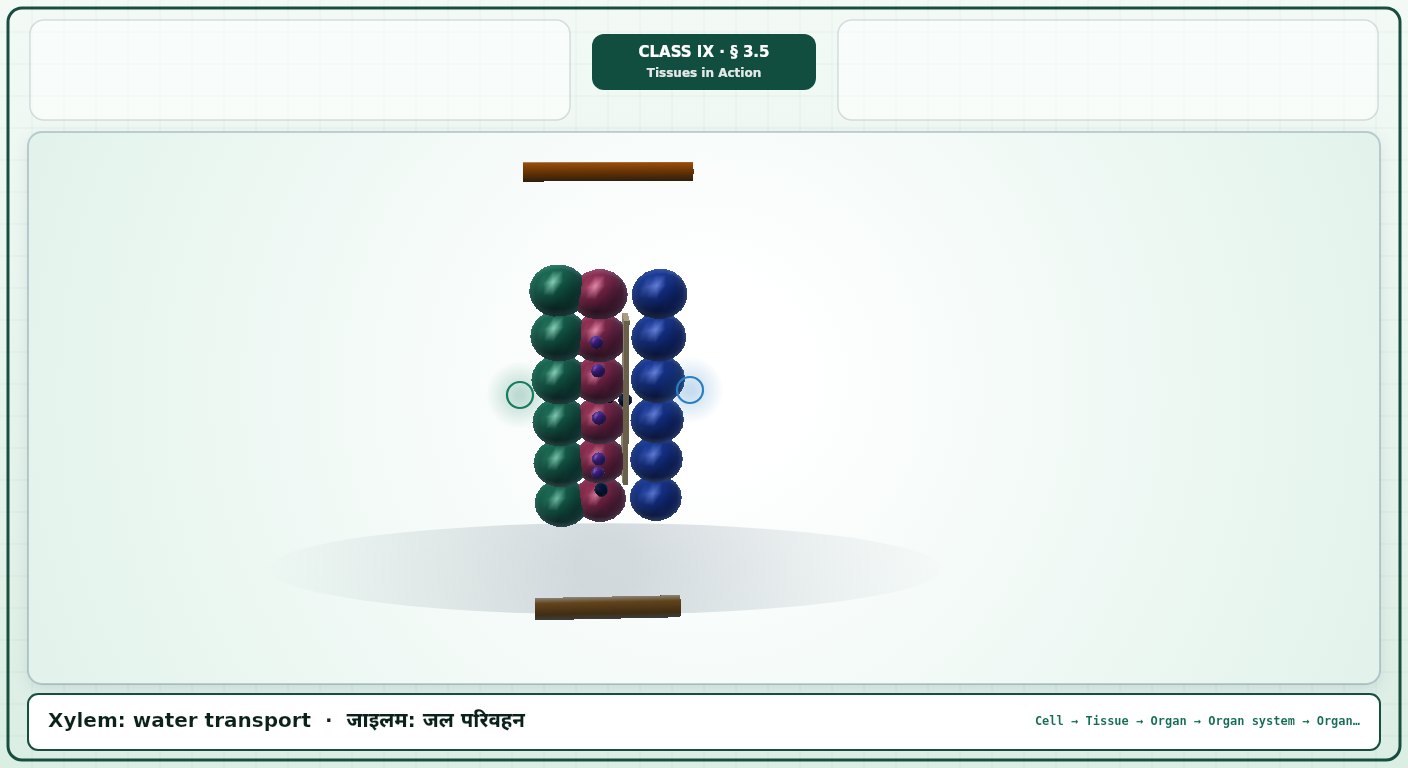 CLASS IX · § 3.5
Tissues in Action
Xylem: water transport · जाइलम: जल परिवहन
Cell → Tissue → Organ → Organ system → Organ…